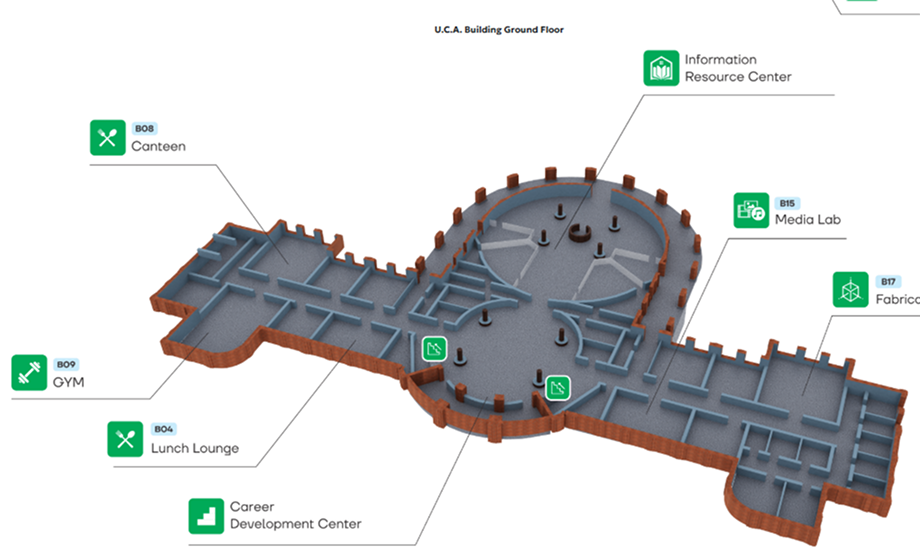 U.C.A. Building Ground Floor
Information
Resource Center
B08
Canteen
B15
Media Lab
B17
Fabrica
B09
GYM
B04
Lunch Lounge
Career
Development Center